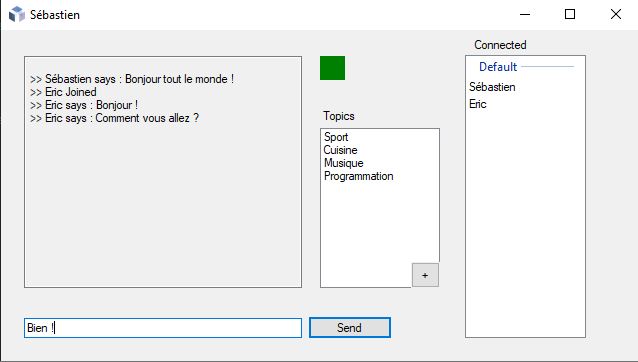 Sébastien
>> Sébastien says : Bonjour tout le monde !
>> Eric Joined
>> Eric says : Bonjour !
>> Eric says : Comment vous allez ?
Topics
Sport
Cuisine
Musique
Programmation
+
Connected
Default
Sébastien
Eric
Bien !
Send